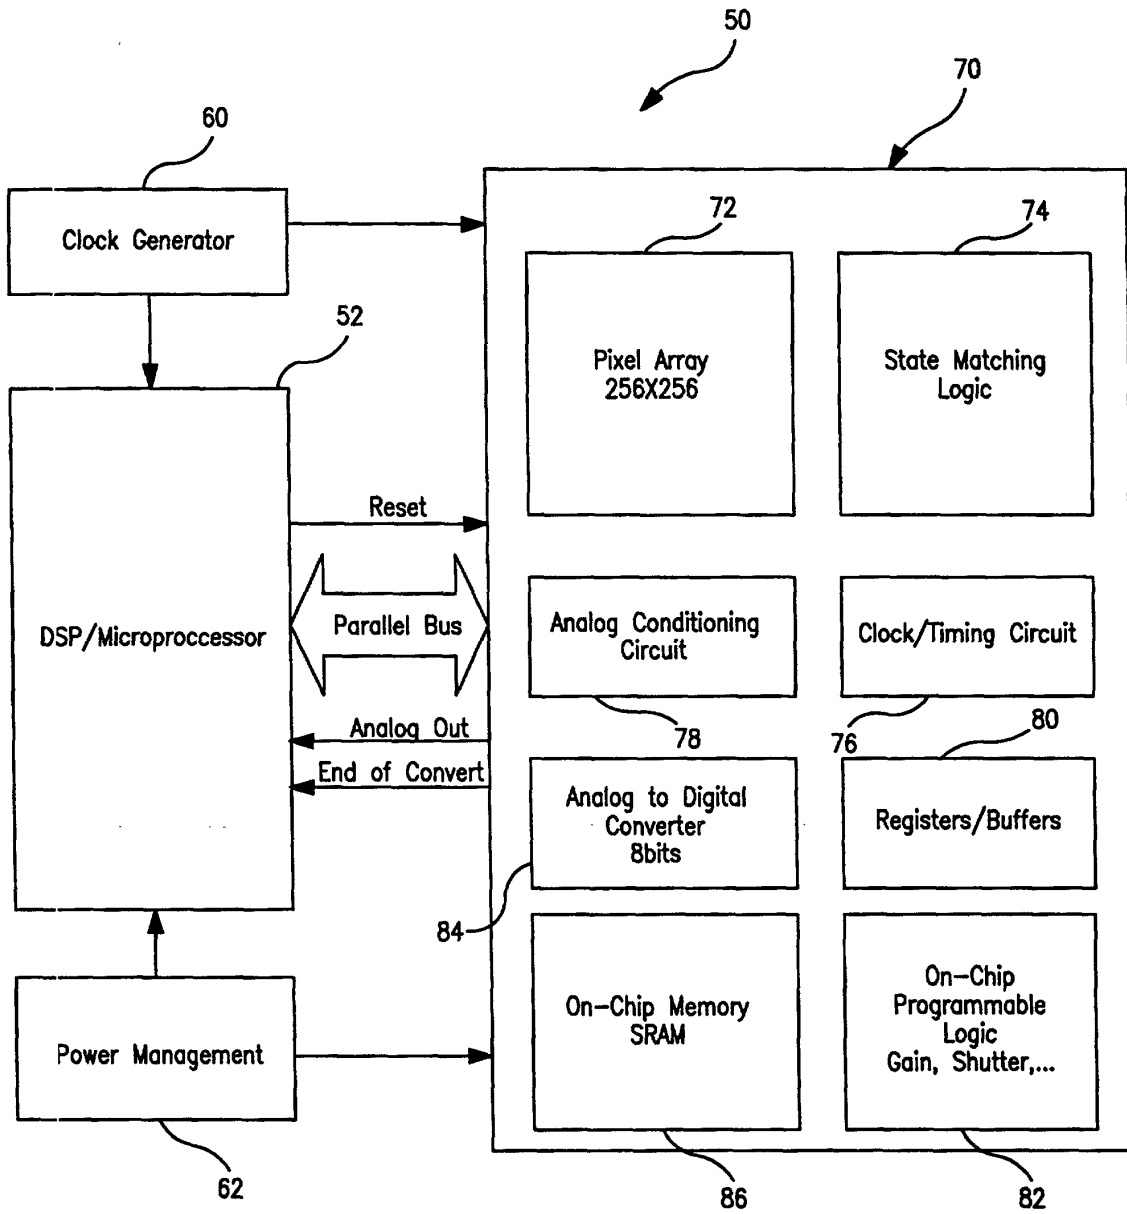 50
70
60
72
74
Clock Generator
52
Pixel Array
256X256
State Matching
Logic
Reset
DSP/Microproccessor
Parallel Bus
Analog Conditioning
Circuit
Clock/Timing Circuit
Analog Out
78
76
80
End of Convert
Analog to Digital
Converter
8bits
Registers/Buffers
84
On-Chip Memory
SRAM
On-Chip
Programmable
Logic
Gain, Shutter,...
Power Management
62
86
82